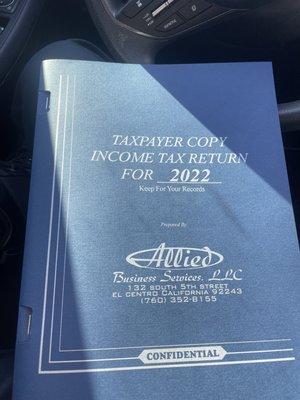 TAXPAYER COPY
INCOME TAX RETURN
FOR 2022
Keep For Your Records
Prepared By
Allied
Business Services, LLC
132 SOUTH 5TH STREET
EL CENTRO CALIFORNIA 92243
(760) 352-8155
CONFIDENTIAL